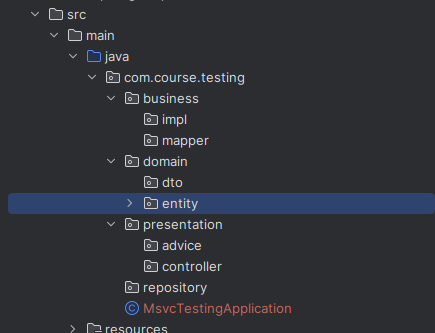 src
main
java
com.course.testing
business
impl
mapper
domain
dto
entity
presentation
advice
controller
repository
MsvcTestingApplication
resources